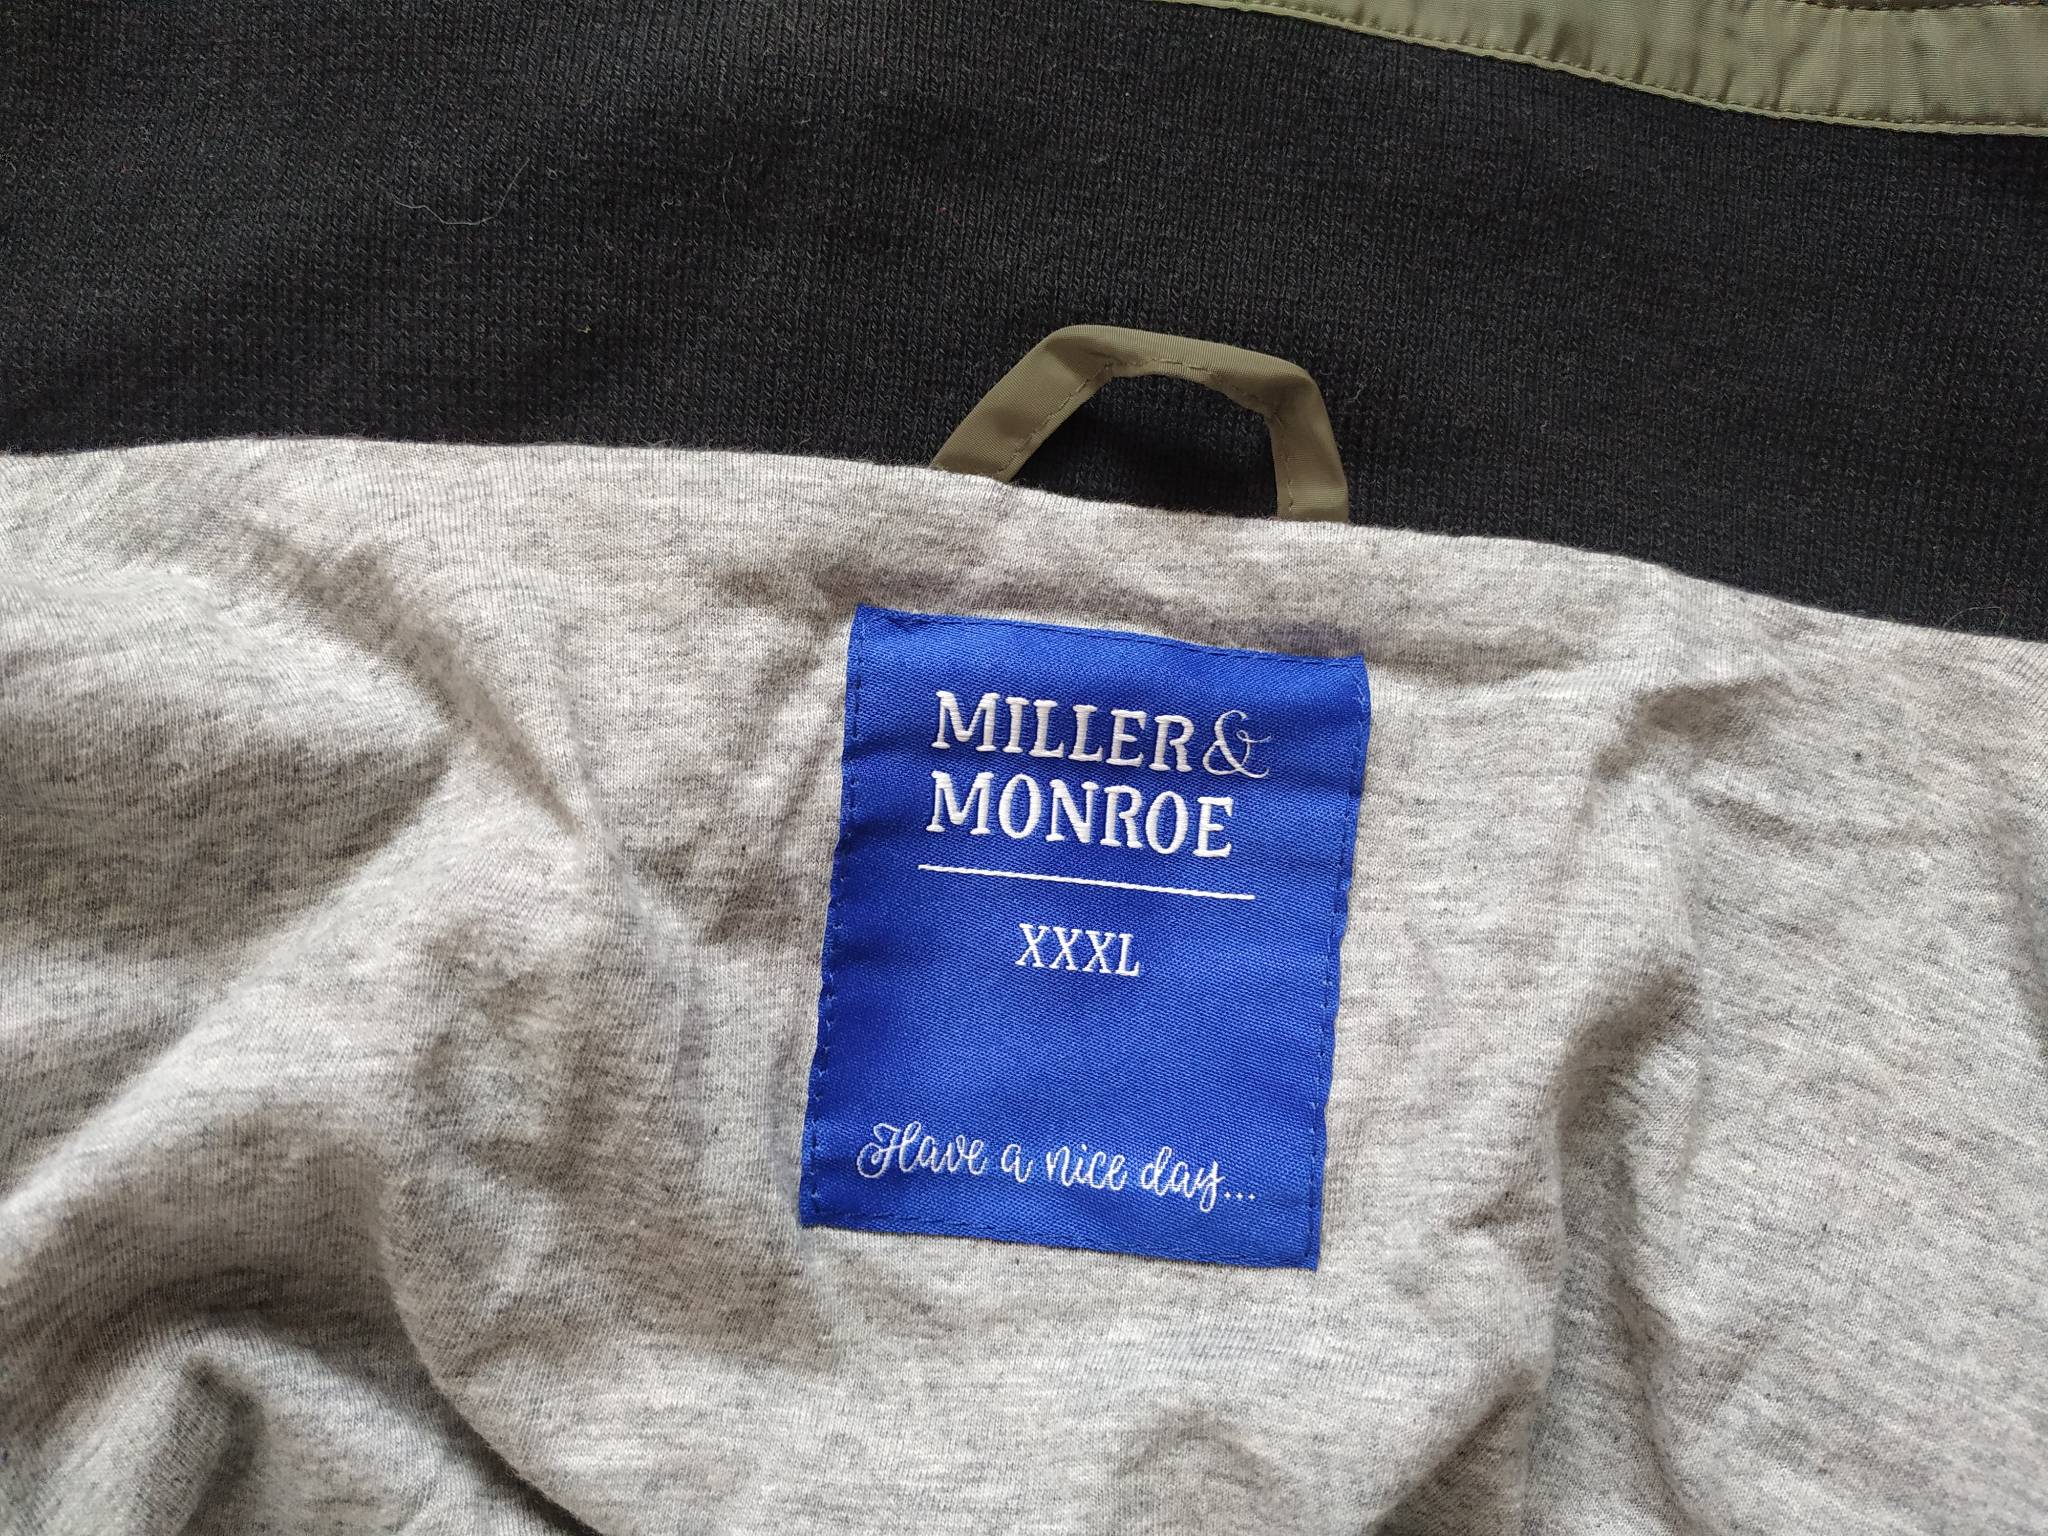 MILLER&
MONROE
XXXL
Have a nice day...